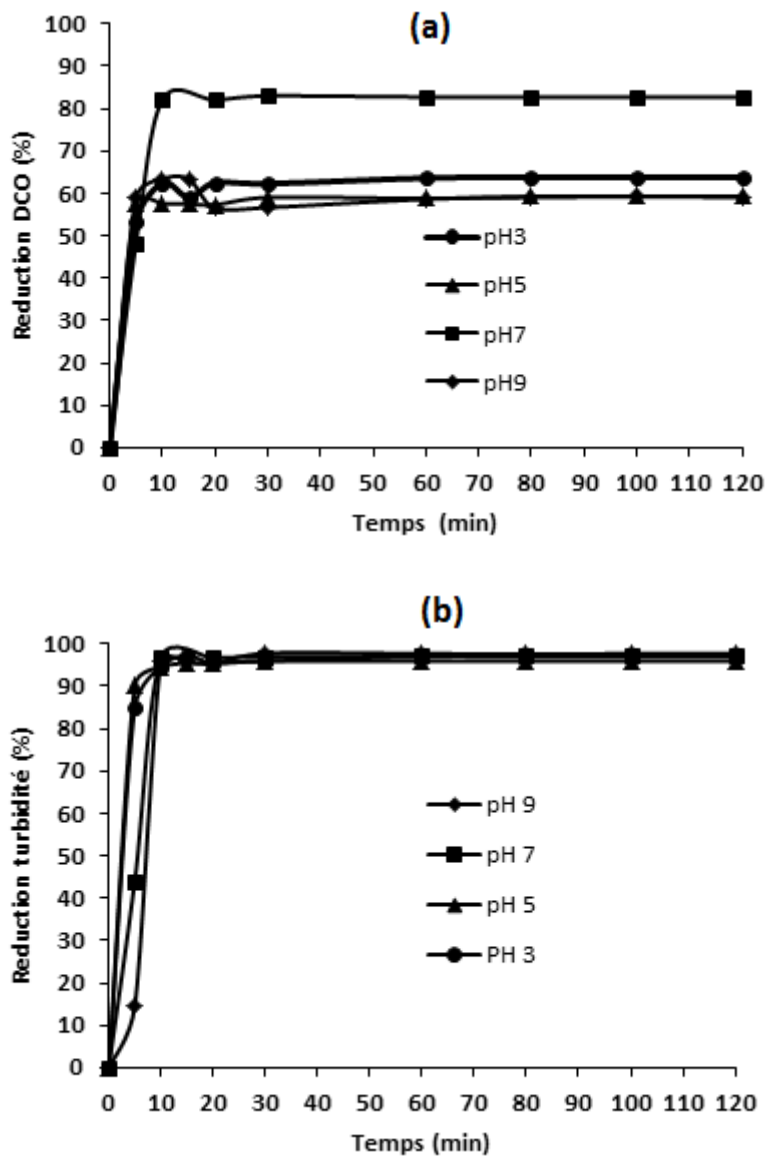 (a)
Reduction DCO (%)
100
90
80
70
60
50
40
30
20
10
0
pH3
pH5
pH7
pH9
0 10 20 30 40 50 60 70 80 90 100 110 120
Temps (min)
(b)
Reduction turbidité (%)
100
90
80
70
60
50
40
30
20
10
0
pH 9
pH 7
pH 5
PH 3
0 10 20 30 40 50 60 70 80 90 100 110 120
Temps (min)